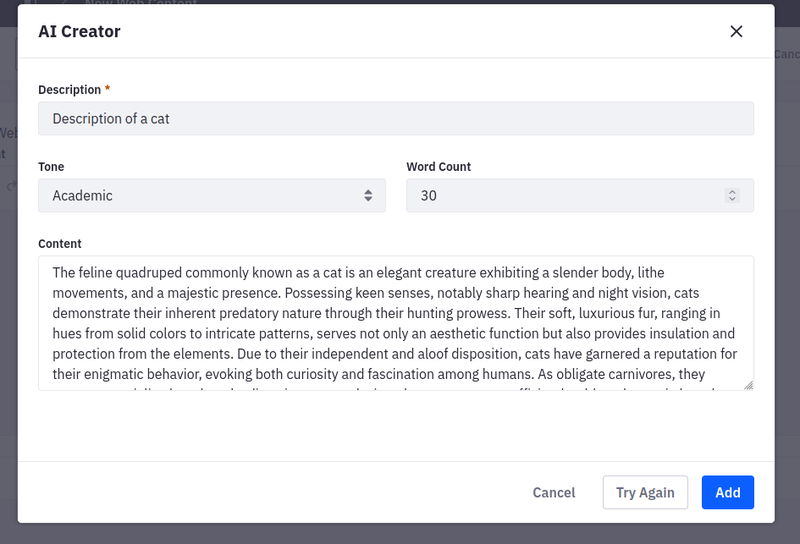 New Web Content
AI Creator
Canc
Description *
Description of a cat
Web
t
Tone
Word Count
Academic
30
Content
The feline quadruped commonly known as a cat is an elegant creature exhibiting a slender body, lithe
movements, and a majestic presence. Possessing keen senses, notably sharp hearing and night vision, cats
demonstrate their inherent predatory nature through their hunting prowess. Their soft, luxurious fur, ranging in
hues from solid colors to intricate patterns, serves not only an aesthetic function but also provides insulation and
protection from the elements. Due to their independent and aloof disposition, cats have garnered a reputation for
their enigmatic behavior, evoking both curiosity and fascination among humans. As obligate carnivores, they
Cancel
Try Again
Add